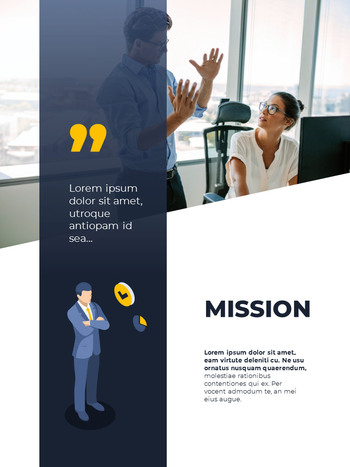 ”
Lorem ipsum
dolor sit amet,
utroque
antiopam id
sea...
MISSION
Lorem ipsum dolor sit amet,
eam virtute deleniti cu. Ne usu
ornatus nusquam quaerendum,
molestiae rationibus
contentiones qui ex. Per
vocent admodum te, an mei
eius augue.